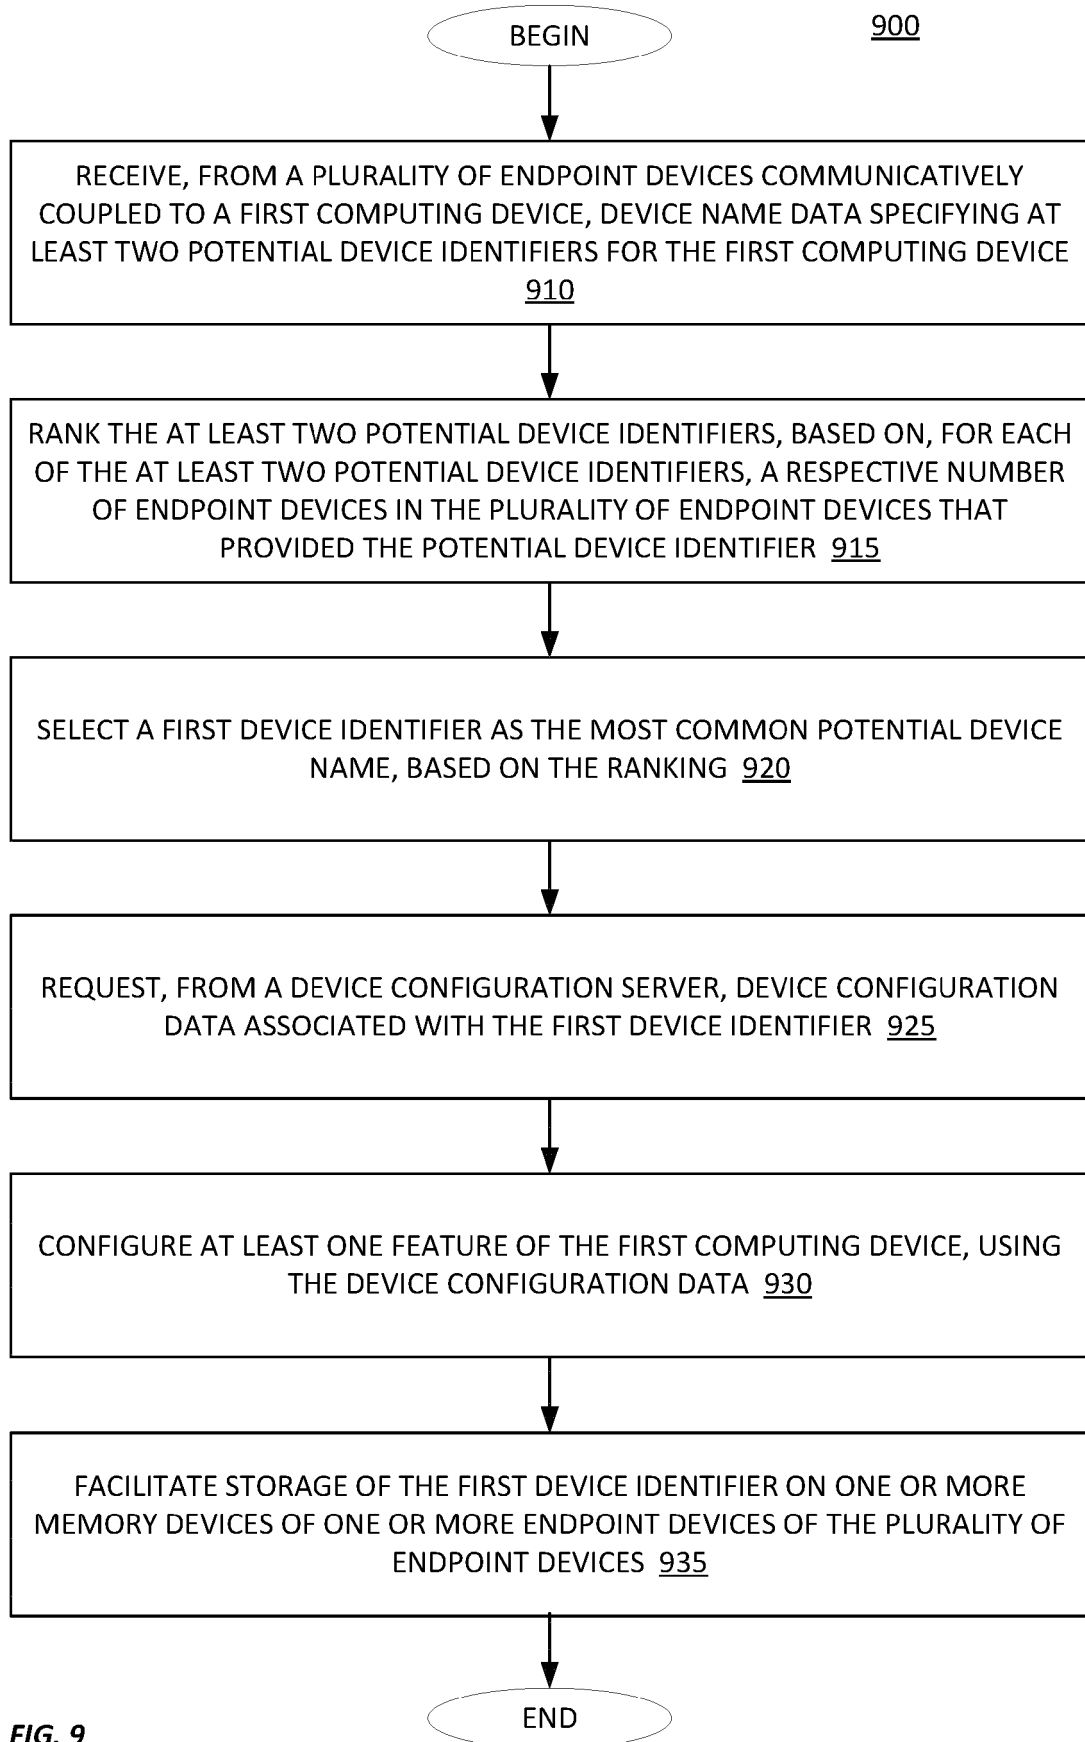 BEGIN
900
RECEIVE, FROM A PLURALITY OF ENDPOINT DEVICES COMMUNICATIVELY
COUPLED TO A FIRST COMPUTING DEVICE, DEVICE NAME DATA SPECIFYING AT
LEAST TWO POTENTIAL DEVICE IDENTIFIERS FOR THE FIRST COMPUTING DEVICE
910
RANK THE AT LEAST TWO POTENTIAL DEVICE IDENTIFIERS, BASED ON, FOR EACH
OF THE AT LEAST TWO POTENTIAL DEVICE IDENTIFIERS, A RESPECTIVE NUMBER
OF ENDPOINT DEVICES IN THE PLURALITY OF ENDPOINT DEVICES THAT
PROVIDED THE POTENTIAL DEVICE IDENTIFIER 915
SELECT A FIRST DEVICE IDENTIFIER AS THE MOST COMMON POTENTIAL DEVICE
NAME, BASED ON THE RANKING 920
REQUEST, FROM A DEVICE CONFIGURATION SERVER, DEVICE CONFIGURATION
DATA ASSOCIATED WITH THE FIRST DEVICE IDENTIFIER 925
CONFIGURE AT LEAST ONE FEATURE OF THE FIRST COMPUTING DEVICE, USING
THE DEVICE CONFIGURATION DATA 930
FACILITATE STORAGE OF THE FIRST DEVICE IDENTIFIER ON ONE OR MORE
MEMORY DEVICES OF ONE OR MORE ENDPOINT DEVICES OF THE PLURALITY OF
ENDPOINT DEVICES 935
END
FIG. 9